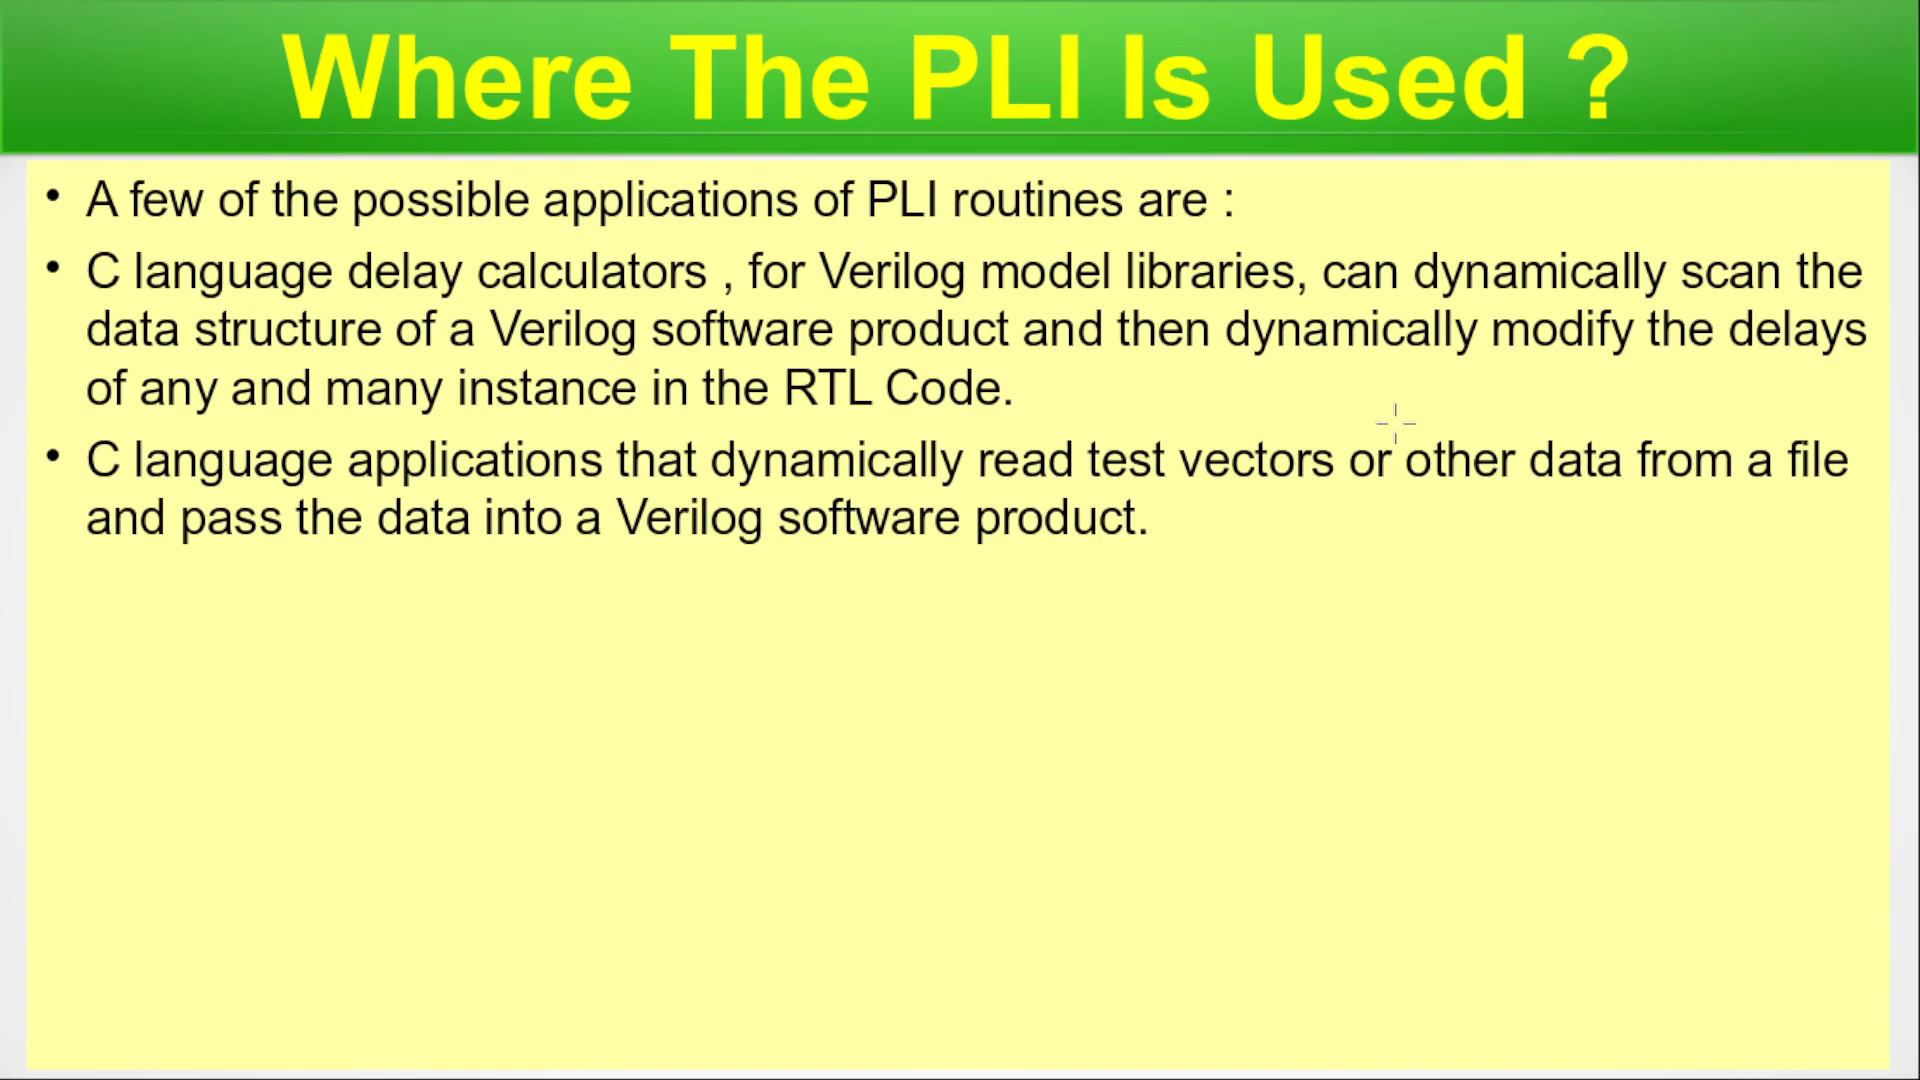 Where The PLI Is Used ?
• A few of the possible applications of PLI routines are :
• C language delay calculators , for Verilog model libraries, can dynamically scan the
data structure of a Verilog software product and then dynamically modify the delays
of any and many instance in the RTL Code.
• C language applications that dynamically read test vectors or other data from a file
and pass the data into a Verilog software product.